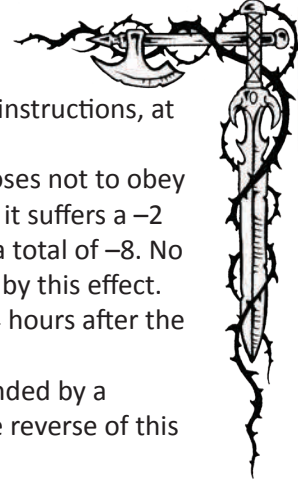 instructions, at
oses not to obey
it suffers a –2
a total of –8. No
by this effect.
hours after the
nded by a
e reverse of this